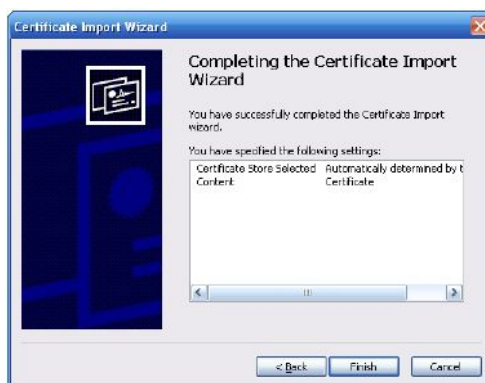 Certificate Import Wizard
Completing the Certificate Import
Wizard
You have successfully completed the Certificate Import
wizard.
You have specified the following settings:
Certificate Store Selected Automatically determined by t
Content Certificate
< Back Finish Cancel